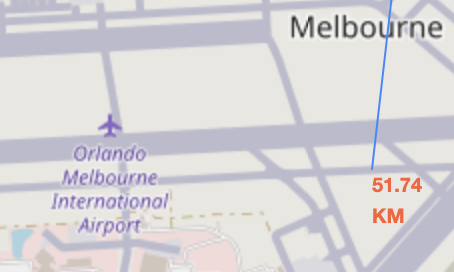 Melbourne
Orlando
Melbourne
International
Airport
51.74
KM